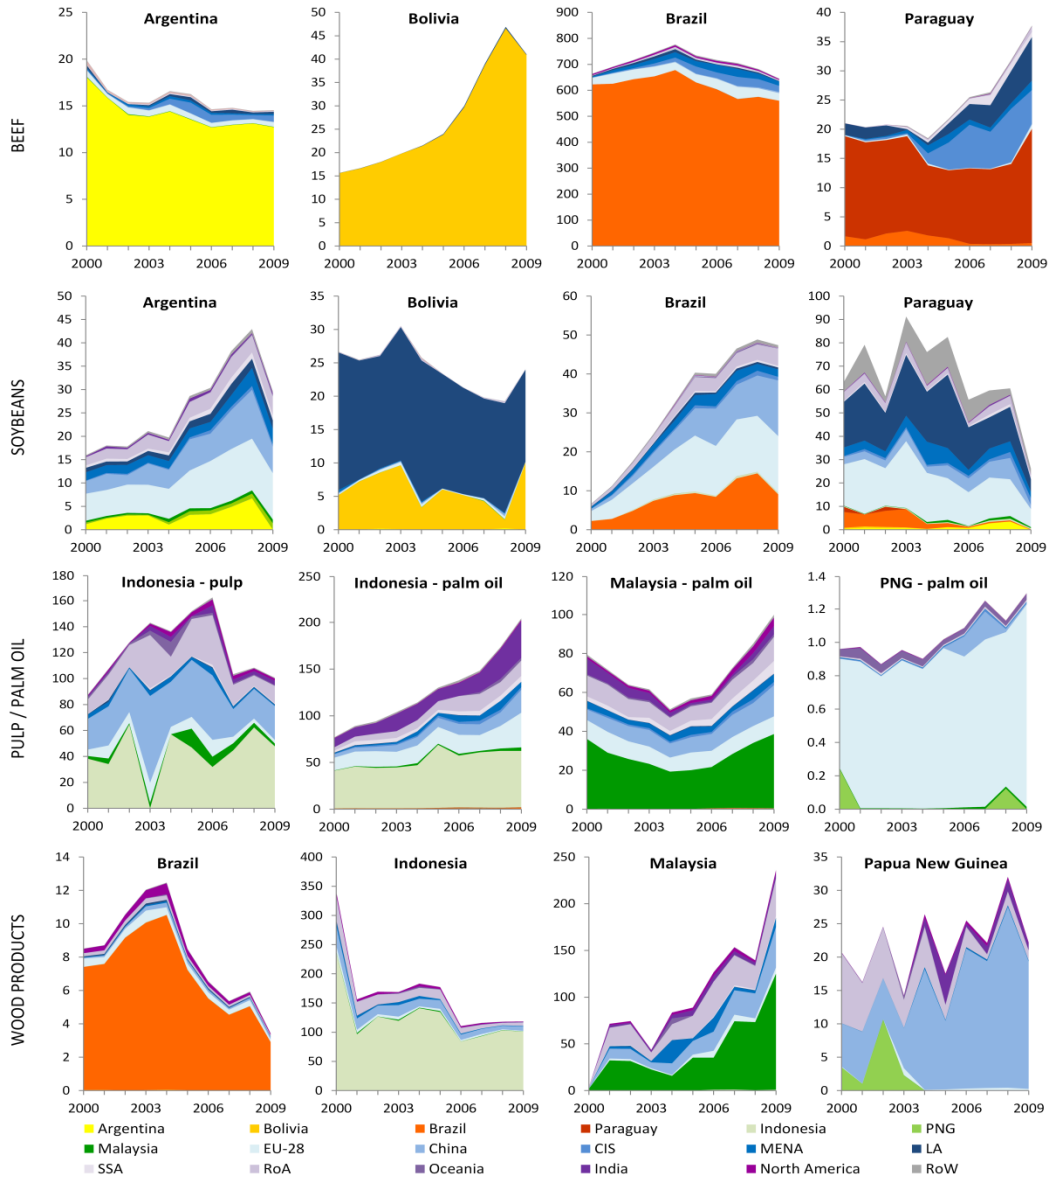 Argentina Bolivia Brazil Paraguay
25 50 900 40
45 800 35
20 40 700 30
35 600
15 30 500 25
25 20
10 20 400 15
15 300
5 10 200 10
5 100 5
0 0 0 0
2000 2003 2006 2009 2000 2003 2006 2009 2000 2003 2006 2009 2000 2003 2006 2009
BEEF
Argentina Bolivia Brazil Paraguay
50 35 60 100
45 30 50 90
40 80
35 25 40 70
30 20 60
25 30 50
20 15 40
15 10 20 30
10 20
5 5 10 10
0 0 0 0
2000 2003 2006 2009 2000 2003 2006 2009 2000 2003 2006 2009 2000 2003 2006 2009
SOYBEANS
Indonesia - pulp Indonesia - palm oil Malaysia - palm oil PNG - palm oil
180 250 120 1.4
160 1.2
140 200 100
120 1.0
100 150 80 0.8
80 60
60 100 0.6
40 40 0.4
20 50 20 0.2
0 0 0 0.0
2000 2003 2006 2009 2000 2003 2006 2009 2000 2003 2006 2009 2000 2003 2006 2009
PULP / PALM OIL
Brazil Indonesia Malaysia Papua New Guinea
14 400 250 35
12 350 30
10 300 200
8 250 25
200 150 20
6 15
4 150 100
100 10
2 50 50 5
0 0 0 0
2000 2003 2006 2009 2000 2003 2006 2009 2000 2003 2006 2009 2000 2003 2006 2009
WOOD PRODUCTS
Argentina Bolivia Brazil Paraguay Indonesia PNG
Malaysia EU-28 China CIS MENA LA
SSA RoA Oceania India North America RoW